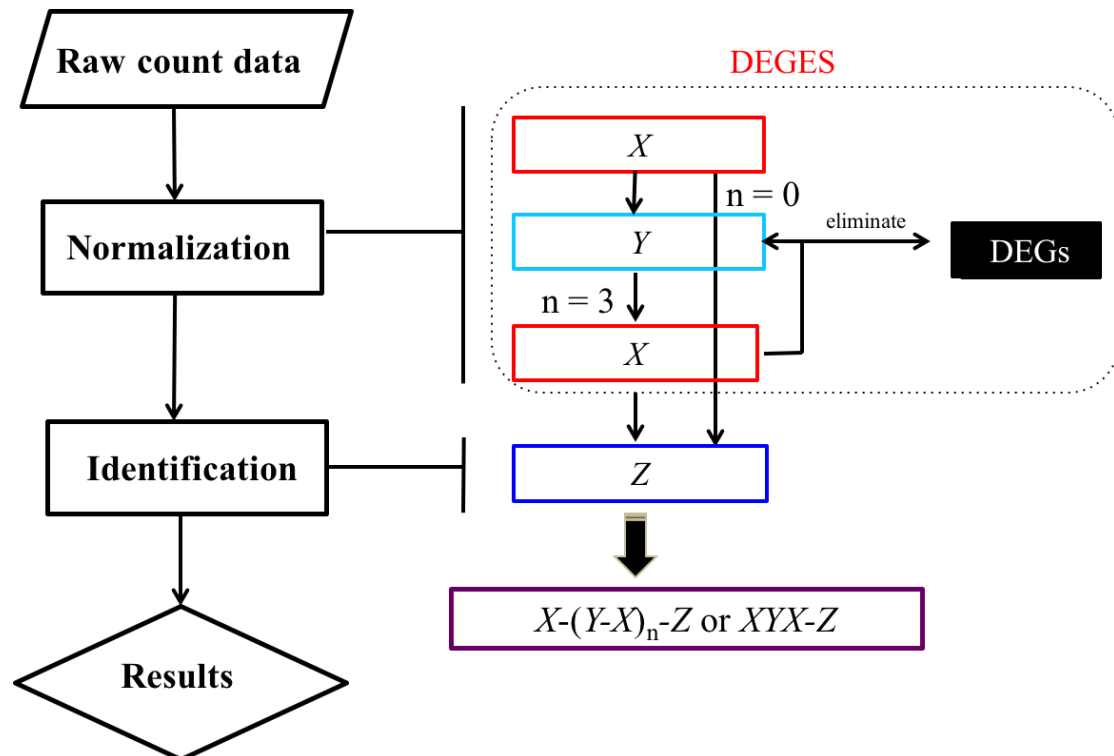 Raw count data
DEGES
X
n = 0
Normalization
Y
eliminate
DEGs
n = 3
X
Identification
Z
X-(Y-X)n-Z or XYX-Z
Results